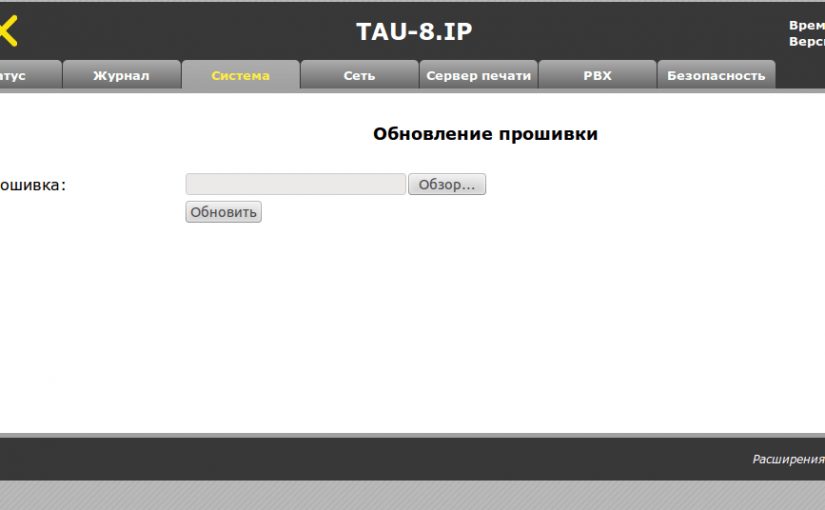 TAU-8.IP
Врем
Верс
тус
Журнал
Система
Сеть
Сервер печати
PBX
Безопасность
Обновление прошивки
ошивка:
Обзор...
Обновить
Расширения